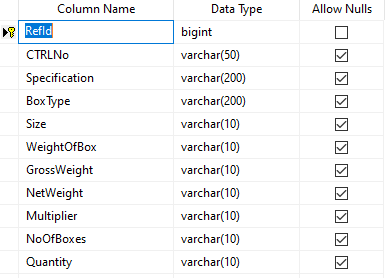 Column Name Data Type Allow Nulls
RefId bigint
CTRLNo varchar(50)
Specification varchar(200)
BoxType varchar(200)
Size varchar(10)
WeightOfBox varchar(10)
GrossWeight varchar(10)
NetWeight varchar(10)
Multiplier varchar(10)
NoOfBoxes varchar(10)
Quantity varchar(10)